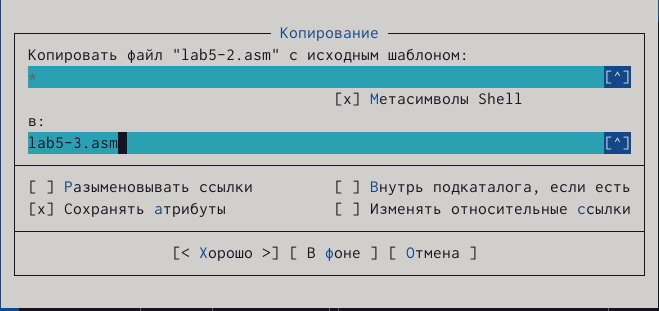 Копирование
Копировать файл "lab5-2.asm" с исходным шаблоном:
* [^]
[x] Метасимволы Shell
в:
lab5-3.asm [^]
[ ] Разыменовывать ссылки [ ] Внутрь подкаталога, если есть
[x] Сохранять атрибуты [ ] Изменять относительные ссылки
[< Хорошо >] [ В фоне ] [ Отмена ]